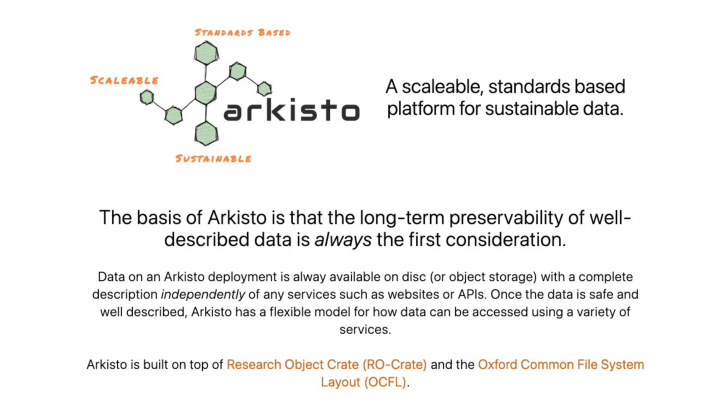 STANDARDS BASED
SCALEABLE
arkisto
SUSTAINABLE
A scaleable, standards based
platform for sustainable data.
The basis of Arkisto is that the long-term preservability of well-
described data is always the first consideration.
Data on an Arkisto deployment is alway available on disc (or object storage) with a complete
description independently of any services such as websites or APIs. Once the data is safe and
well described, Arkisto has a flexible model for how data can be accessed using a variety of
services.
Arkisto is built on top of Research Object Crate (RO-Crate) and the Oxford Common File System
Layout (OCFL).